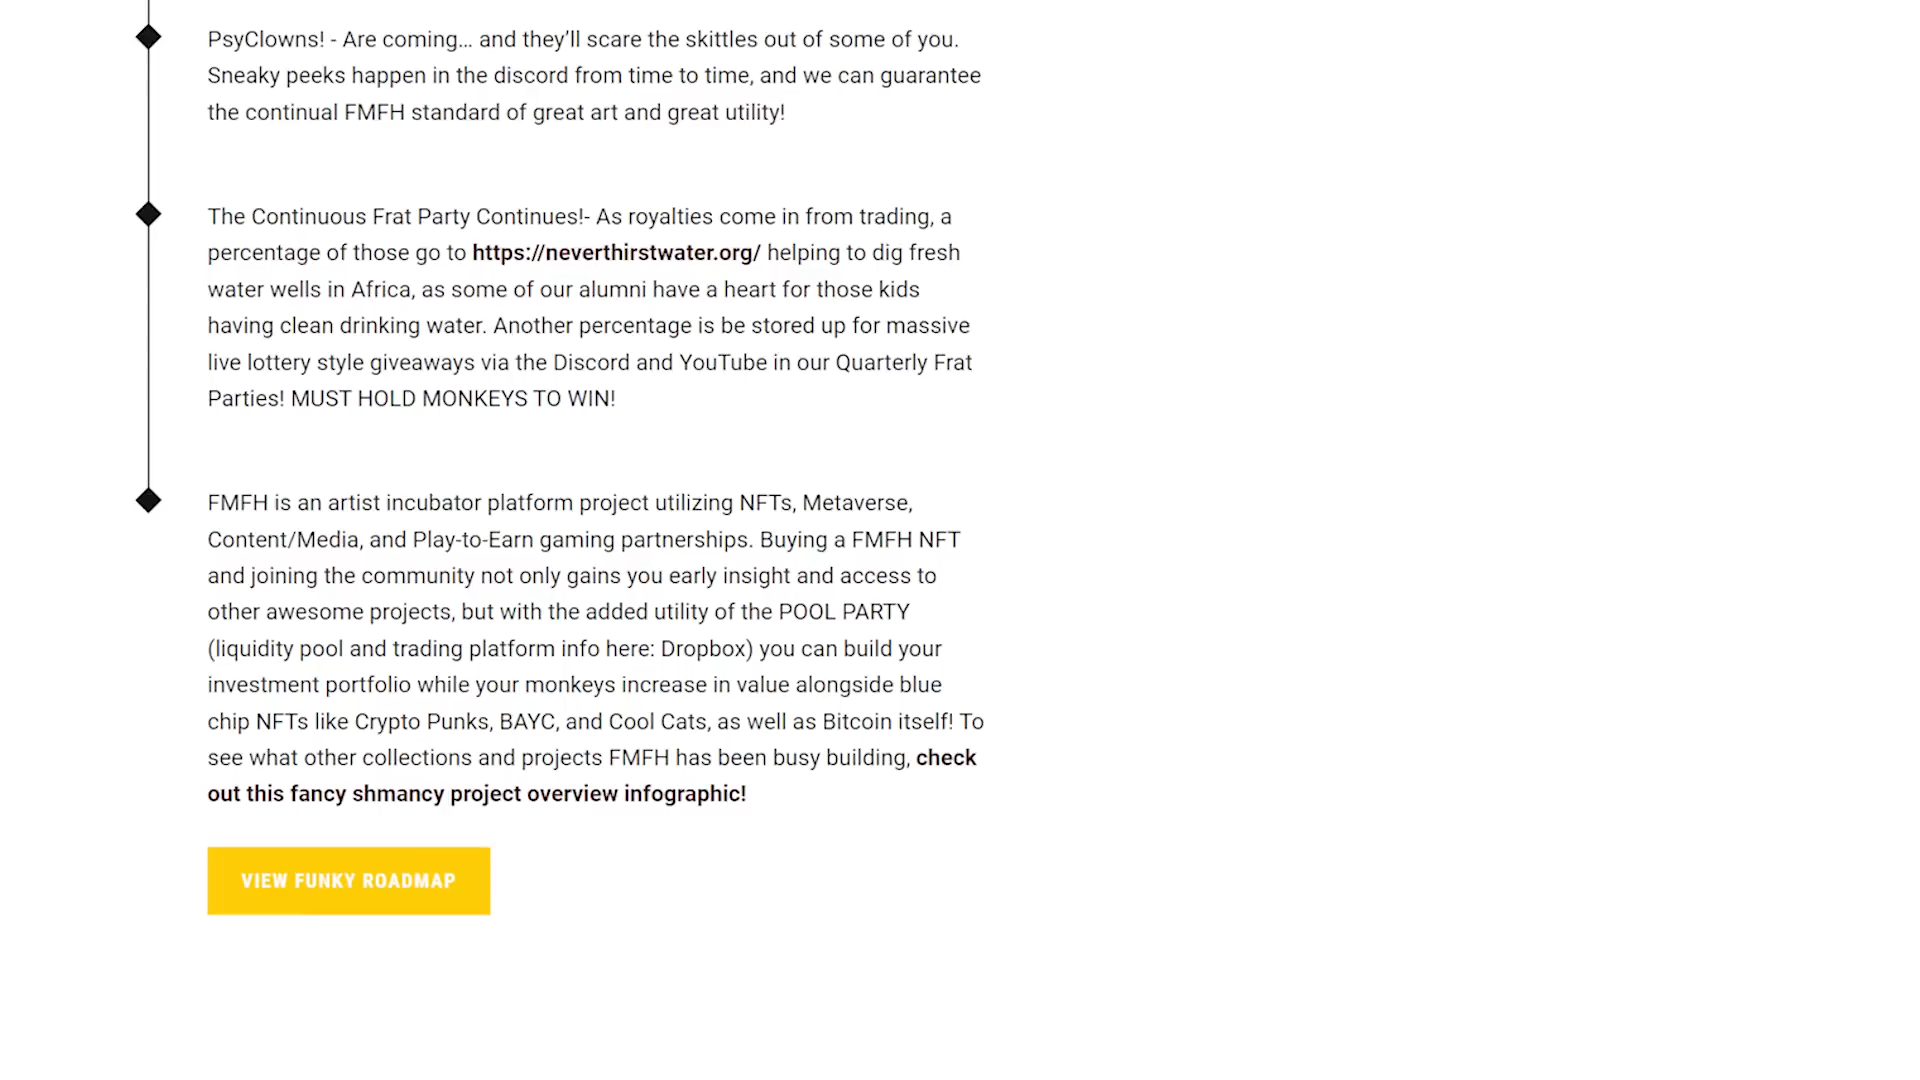 PsyClowns! - Are coming... and they'll scare the skittles out of some of you.
Sneaky peeks happen in the discord from time to time, and we can guarantee
the continual FMFH standard of great art and great utility!
The Continuous Frat Party Continues!- As royalties come in from trading, a
percentage of those go to https://neverthirstwater.org/ helping to dig fresh
water wells in Africa, as some of our alumni have a heart for those kids
having clean drinking water. Another percentage is be stored up for massive
live lottery style giveaways via the Discord and YouTube in our Quarterly Frat
Parties! MUST HOLD MONKEYS TO WIN!
FMFH is an artist incubator platform project utilizing NFTs, Metaverse,
Content/Media, and Play-to-Earn gaming partnerships. Buying a FMFH NFT
and joining the community not only gains you early insight and access to
other awesome projects, but with the added utility of the POOL PARTY
(liquidity pool and trading platform info here: Dropbox) you can build your
investment portfolio while your monkeys increase in value alongside blue
chip NFTs like Crypto Punks, BAYC, and Cool Cats, as well as Bitcoin itself! To
see what other collections and projects FMFH has been busy building, check
out this fancy shmancy project overview infographic!
VIEW FUNKY ROADMAP